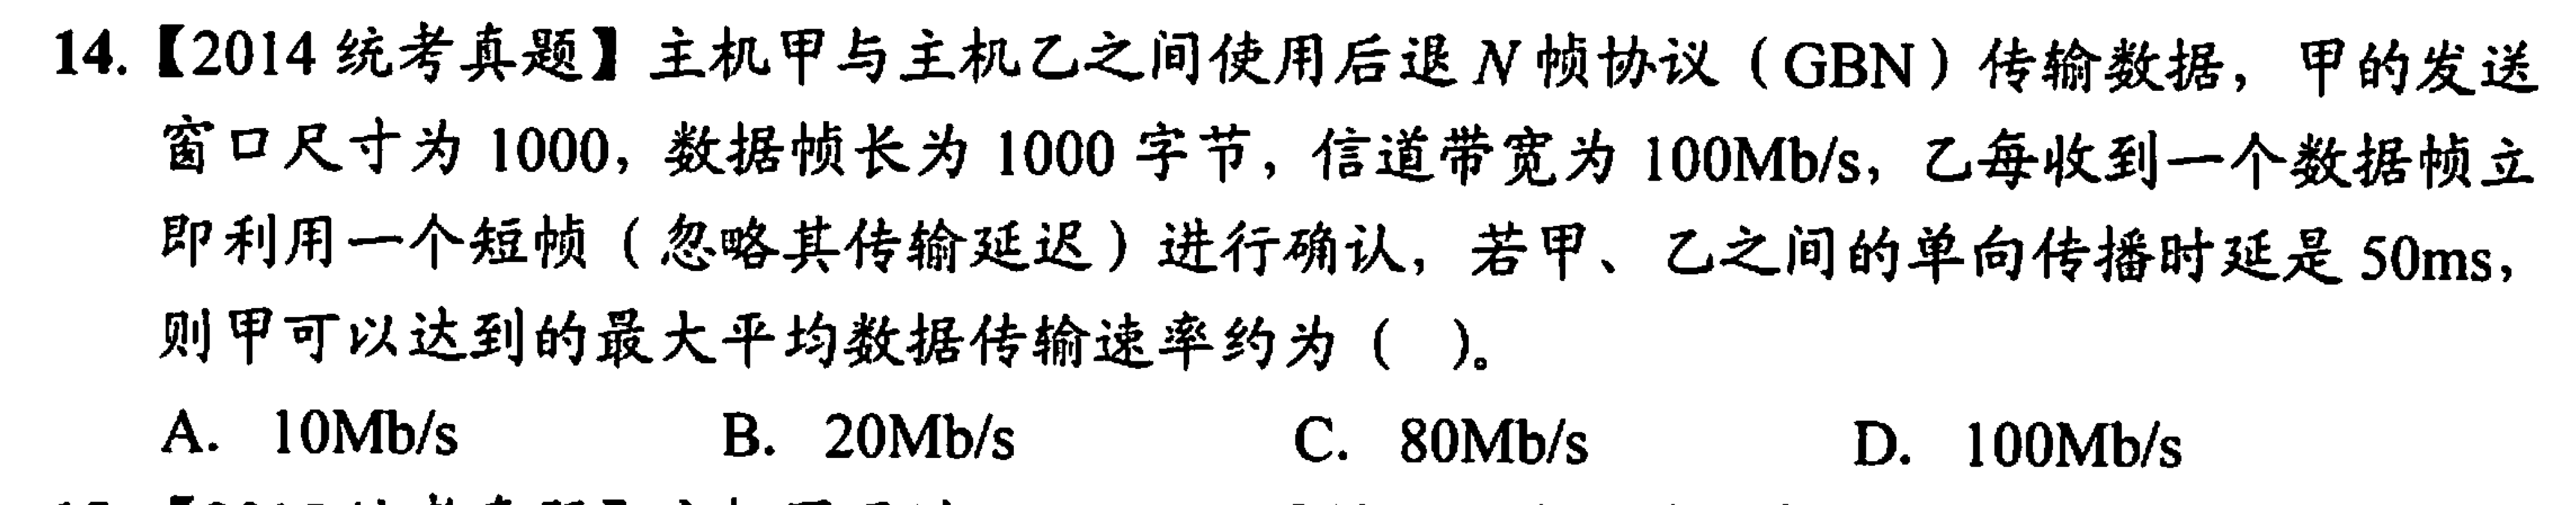 14.【2014 统考真题】主机甲与主机乙之间使用后退 N 帧协议（GBN）传输数据，甲的发送
窗口尺寸为 1000，数据帧长为 1000 字节，信道带宽为 100Mb/s，乙每收到一个数据帧立
即利用一个短帧（忽略其传输延迟）进行确认，若甲、乙之间的单向传播时延是 50ms，
则甲可以达到的最大平均数据传输速率约为（ ）。
A. 10Mb/s B. 20Mb/s C. 80Mb/s D. 100Mb/s